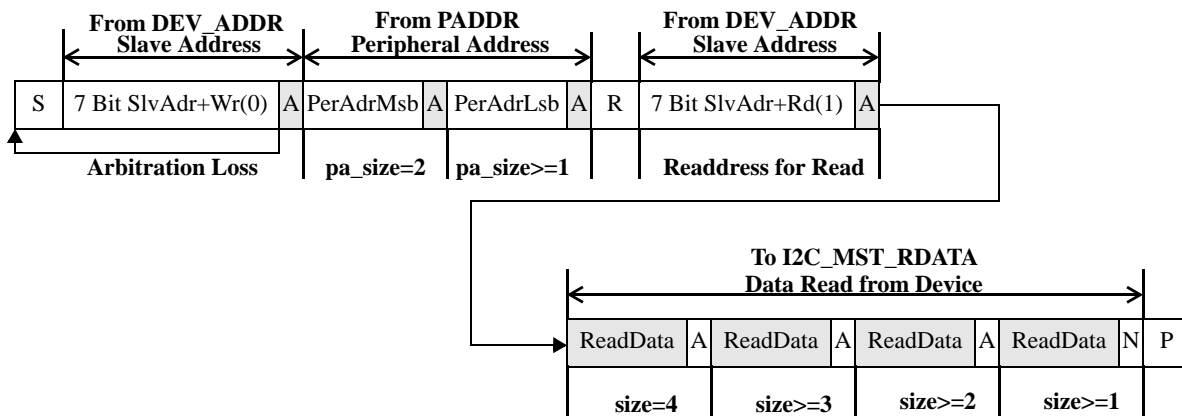 From DEV_ADDR
Slave Address
From PADDR
Peripheral Address
From DEV_ADDR
Slave Address
S 7 Bit SlvAdr+Wr(0) A PerAdrMsb A PerAdrLsb A R 7 Bit SlvAdr+Rd(1) A
Arbitration Loss pa_size=2 pa_size>=1 Readdress for Read
To I2C_MST_RDATA
Data Read from Device
ReadData A ReadData A ReadData A ReadData N P
size=4 size>=3 size>=2 size>=1